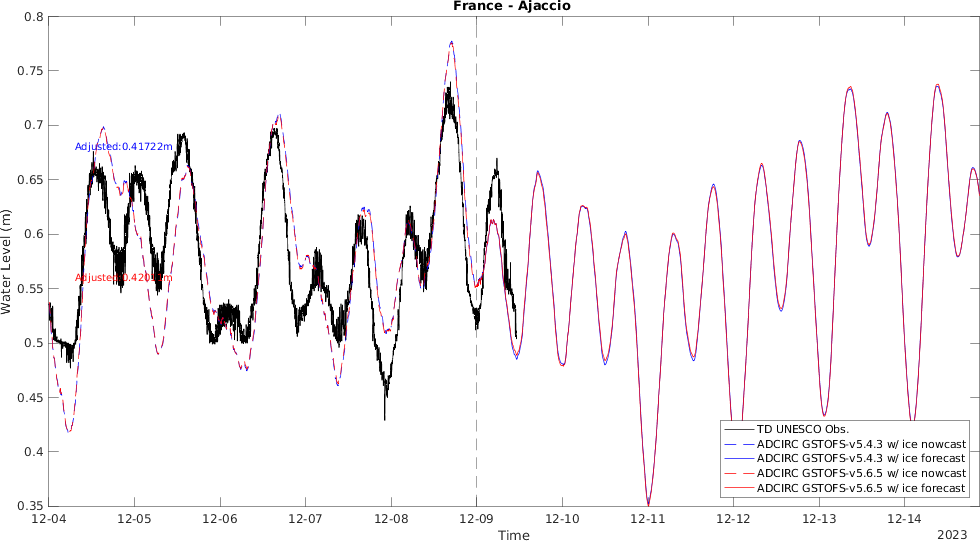 France - Ajaccio
0.8
0.75
0.7
0.65
0.6
0.55
0.5
0.45
0.4
0.35
Water Level (m)
Adjusted:0.41722m
TD UNESCO Obs.
ADCIRC GSTOFS-v5.4.3 w/ ice nowcast
ADCIRC GSTOFS-v5.4.3 w/ ice forecast
ADCIRC GSTOFS-v5.6.5 w/ ice nowcast
ADCIRC GSTOFS-v5.6.5 w/ ice forecast
12-04 12-05 12-06 12-07 12-08 12-09 12-10 12-11 12-12 12-13 12-14
Time
2023